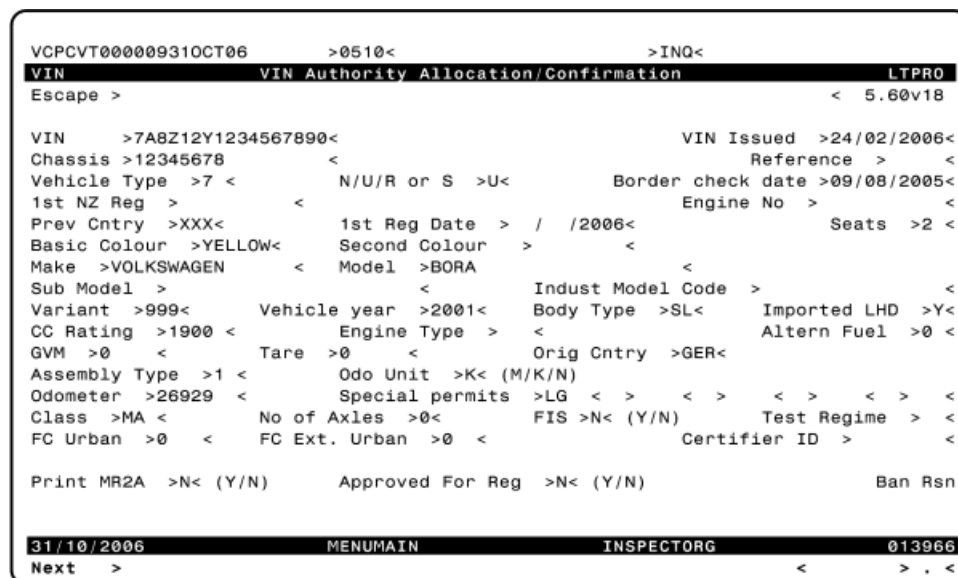 VCPCVT00000931OCT06 >0510< >INQ<
VIN VIN Authority Allocation/Confirmation LTPRO
Escape > < 5.60v18
VIN >7A8Z12Y1234567890< VIN Issued >24/02/2006<
Chassis >12345678 < Reference > <
Vehicle Type >7 < N/U/R or S >U< Border check date >09/08/2005<
1st NZ Reg > < Engine No > <
Prev Cntry >XXX< 1st Reg Date > / /2006< Seats >2 <
Basic Colour >YELLOW< Second Colour > <
Make >VOLKSWAGEN < Model >BORA <
Sub Model > < Indust Model Code > <
Variant >999< Vehicle year >2001< Body Type >SL< Imported LHD >Y<
CC Rating >1900 < Engine Type > < Altern Fuel >0 <
GVM >0 < Tare >0 < Orig Cntry >GER<
Assembly Type >1 < Odo Unit >K< (M/K/N)
Odometer >26929 < Special permits >LG < > < > < > < > <
Class >MA < No of Axles >0< FIS >N< (Y/N) Test Regime > <
FC Urban >0 < FC Ext. Urban >0 < Certifier ID > <
Print MR2A >N< (Y/N) Approved For Reg >N< (Y/N) Ban Rsn
31/10/2006 MENUMAIN INSPECTORG 013966
Next > < > . <